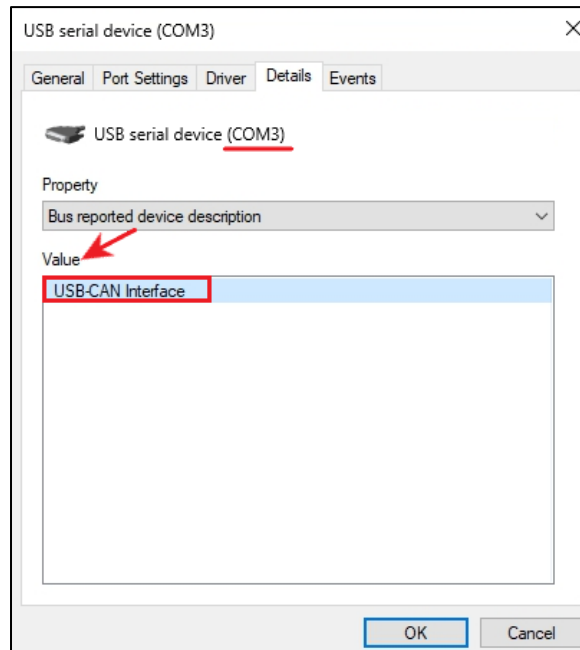 USB serial device (COM3)
General Port Settings Driver Details Events
USB serial device (COM3)
Property
Bus reported device description
Value
USB-CAN Interface
OK Cancel